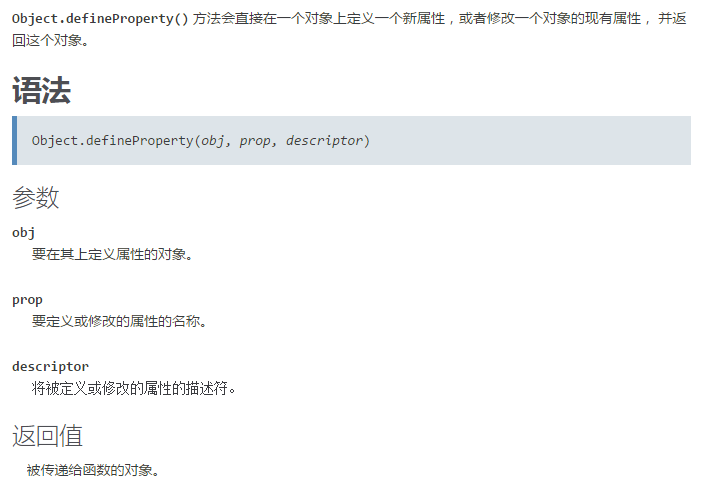 Object.defineProperty() 方法会直接在一个对象上定义一个新属性，或者修改一个对象的现有属性， 并返
回这个对象。
语法
Object.defineProperty(obj, prop, descriptor)
参数
obj
要在其上定义属性的对象。
prop
要定义或修改的属性的名称。
descriptor
将被定义或修改的属性的描述符。
返回值
被传递给函数的对象。